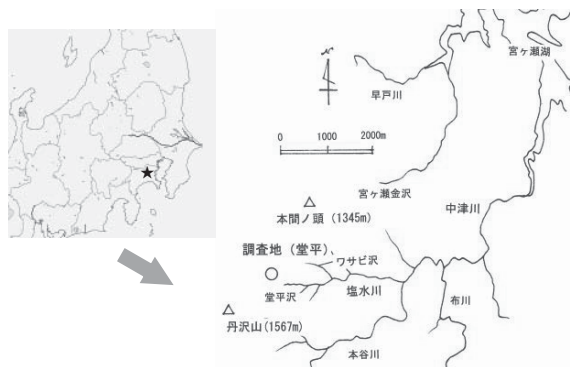 宮ヶ瀬湖
N
早戸川
0 1000 2000m
宮ヶ瀬金沢
中津川
本間ノ頭（1345m）
調査地（堂平）
ワサビ沢
堂平沢
塩水川
布川
丹沢山(1567m)
本谷川